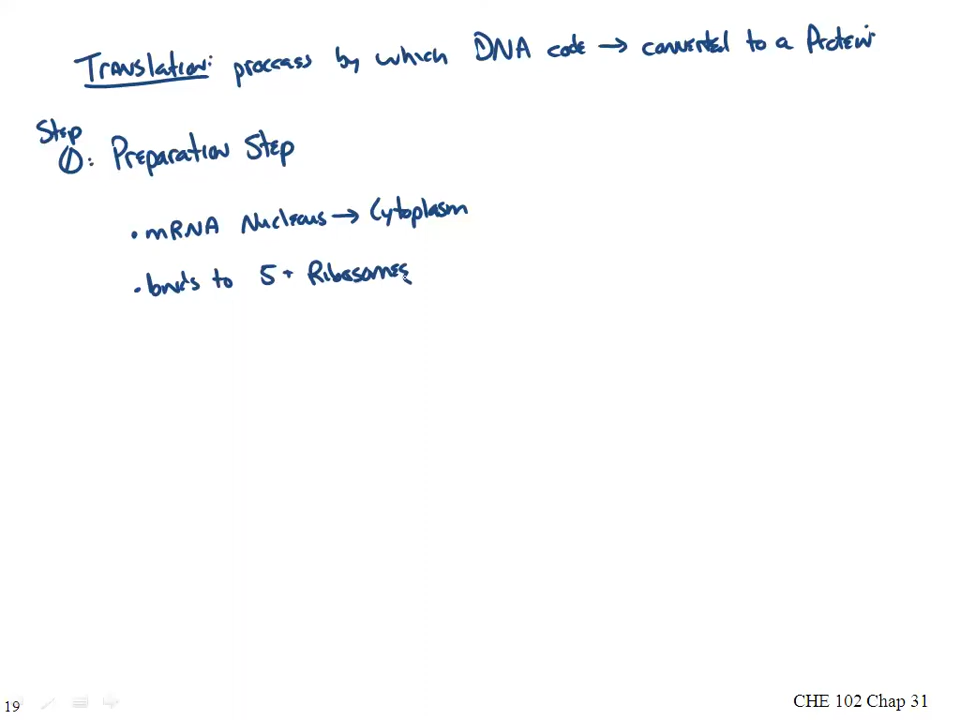 Translation: proccess by which DNA code → converted to a Protein
Step
①: Preparation Step
• mRNA Nucleus → Cytoplasm
• binds to 5+ Ribosomes
19
CHE 102 Chap 31